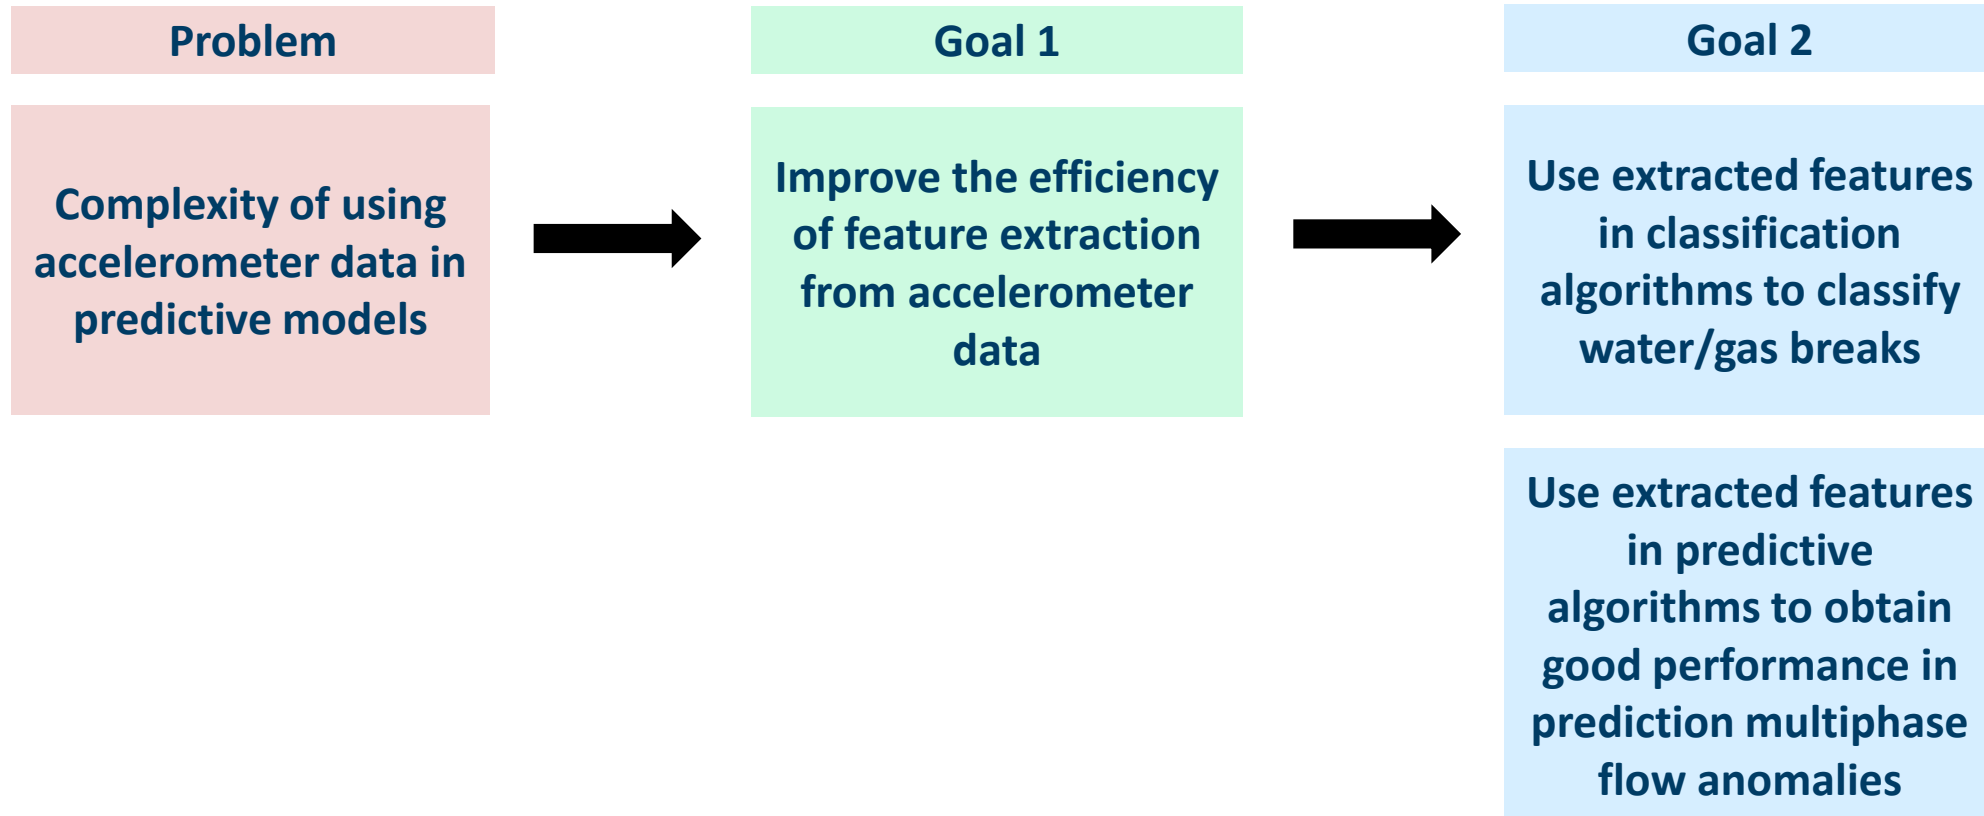 Problem
Complexity of using
accelerometer data in
predictive models
Goal 1
Improve the efficiency
of feature extraction
from accelerometer
data
Goal 2
Use extracted features
in classification
algorithms to classify
water/gas breaks
Use extracted features
in predictive
algorithms to obtain
good performance in
prediction multiphase
flow anomalies